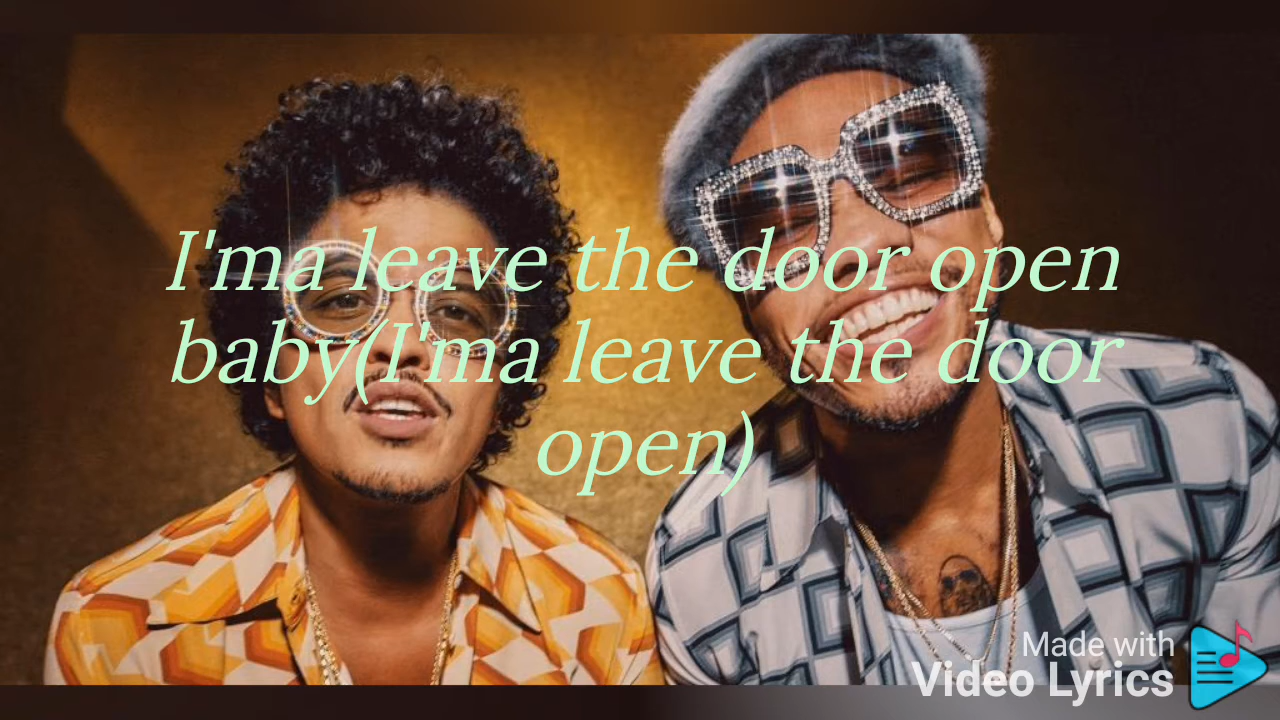 I'ma leave the door open
baby(I'ma leave the door
open)
Made with
Video Lyrics